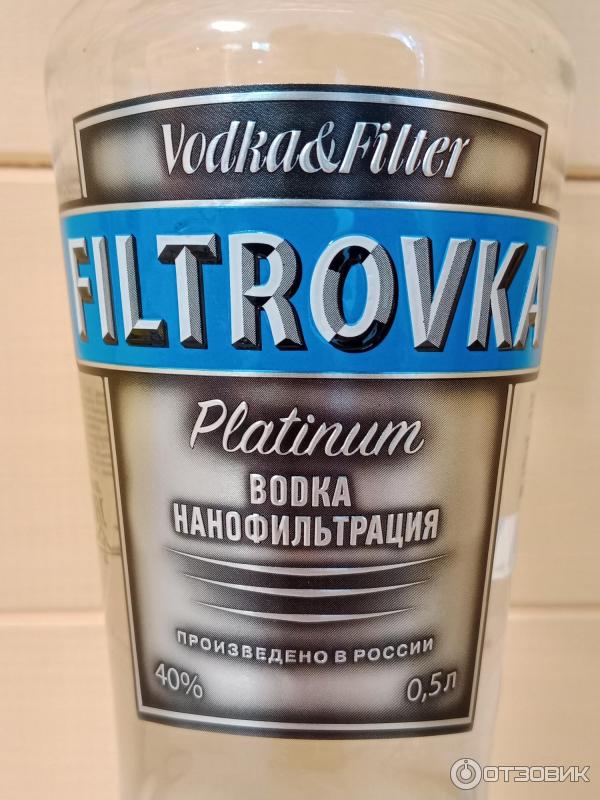 Vodka&Filter
FILTROVKA
Platinum
ВОДКА
НАНОФИЛЬТРАЦИЯ
ПРОИЗВЕДЕНО В РОССИИ
40% 0,5л
ОТЗОВИК